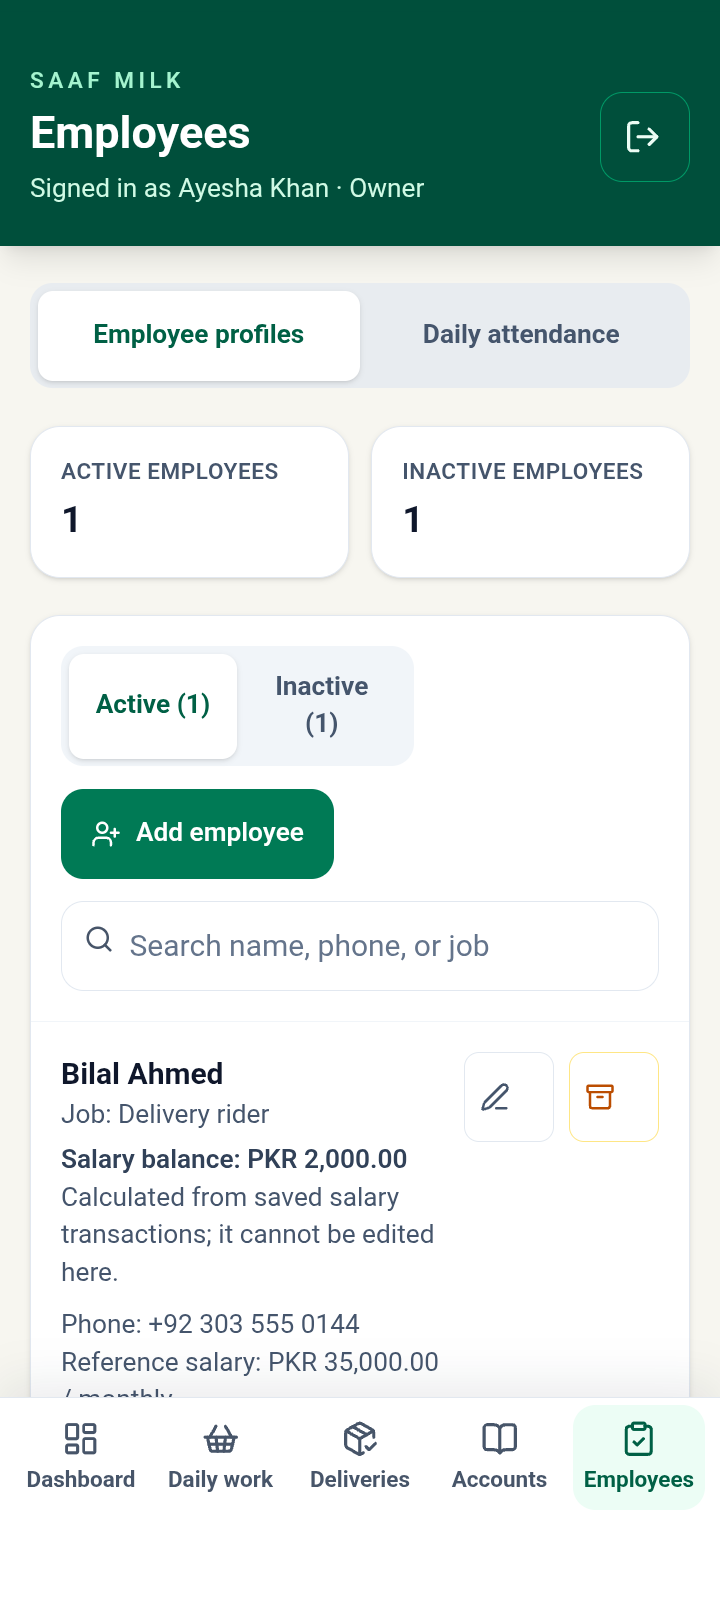 SAAF MILK
Employees
Signed in as Ayesha Khan · Owner
Employee profiles
Daily attendance
ACTIVE EMPLOYEES
1
INACTIVE EMPLOYEES
1
Active (1)
Inactive
(1)
Add employee
Search name, phone, or job
Bilal Ahmed
Job: Delivery rider
Salary balance: PKR 2,000.00
Calculated from saved salary
transactions; it cannot be edited
here.
Phone: +92 303 555 0144
Reference salary: PKR 35,000.00
/ monthly
Dashboard
Daily work
Deliveries
Accounts
Employees